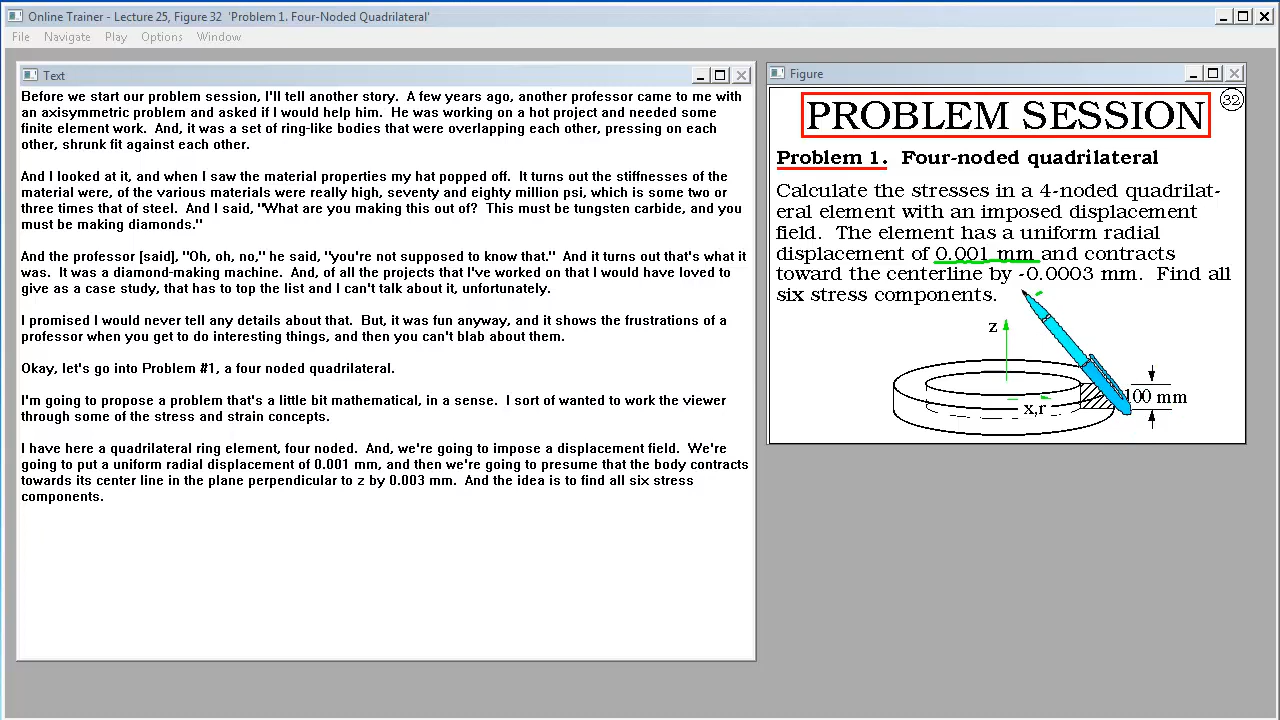 Online Trainer - Lecture 25, Figure 32 'Problem 1. Four-Noded Quadrilateral'
File Navigate Play Options Window
Text
Before we start our problem session, I'll tell another story. A few years ago, another professor came to me with
an axisymmetric problem and asked if I would help him. He was working on a hot project and needed some
finite element work. And, it was a set of ring-like bodies that were overlapping each other, pressing on each
other, shrunk fit against each other.
And I looked at it, and when I saw the material properties my hat popped off. It turns out the stiffnesses of the
material were, of the various materials were really high, seventy and eighty million psi, which is some two or
three times that of steel. And I said, "What are you making this out of? This must be tungsten carbide, and you
must be making diamonds."
And the professor [said], "Oh, oh, no," he said, "you're not supposed to know that." And it turns out that's what it
was. It was a diamond-making machine. And, of all the projects that I've worked on that I would have loved to
give as a case study, that has to top the list and I can't talk about it, unfortunately.
I promised I would never tell any details about that. But, it was fun anyway, and it shows the frustrations of a
professor when you get to do interesting things, and then you can't blab about them.
Okay, let's go into Problem #1, a four noded quadrilateral.
I'm going to propose a problem that's a little bit mathematical, in a sense. I sort of wanted to work the viewer
through some of the stress and strain concepts.
I have here a quadrilateral ring element, four noded. And, we're going to impose a displacement field. We're
going to put a uniform radial displacement of 0.001 mm, and then we're going to presume that the body contracts
towards its center line in the plane perpendicular to z by 0.003 mm. And the idea is to find all six stress
components.
Figure
32
PROBLEM SESSION
Problem 1. Four-noded quadrilateral
Calculate the stresses in a 4-noded quadrilat-
eral element with an imposed displacement
field. The element has a uniform radial
displacement of 0.001 mm and contracts
toward the centerline by -0.0003 mm. Find all
six stress components.
z
100 mm
x,r